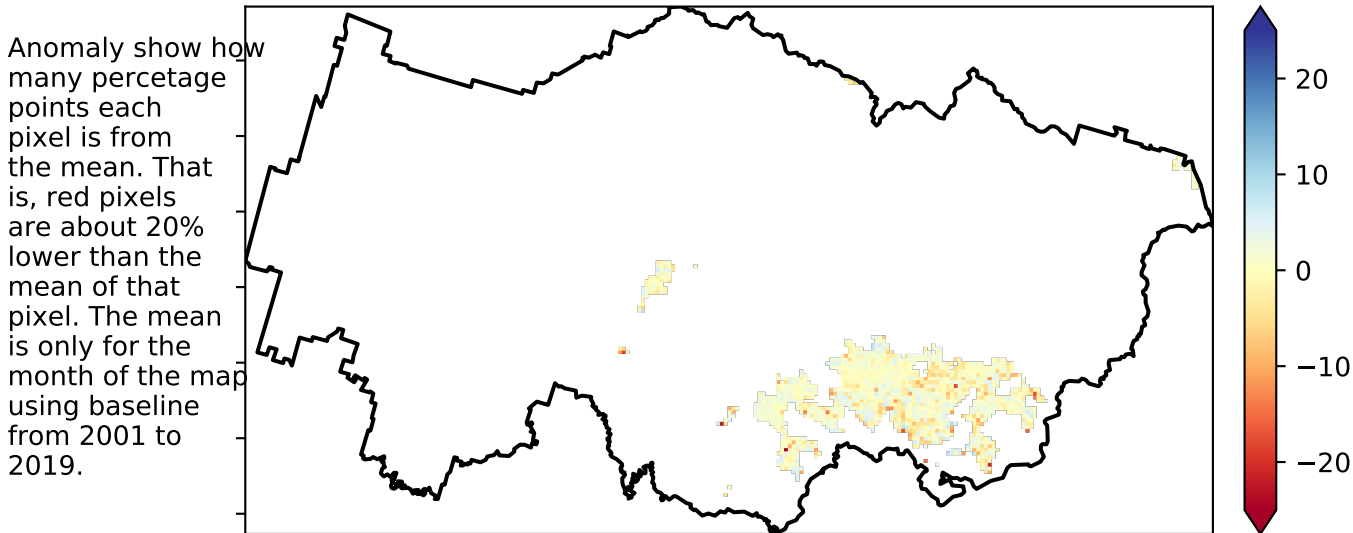 Anomaly show how
many percetage
points each
pixel is from
the mean. That
is, red pixels
are about 20%
lower than the
mean of that
pixel. The mean
is only for the
month of the map
using baseline
from 2001 to
2019.
20
10
0
−10
−20